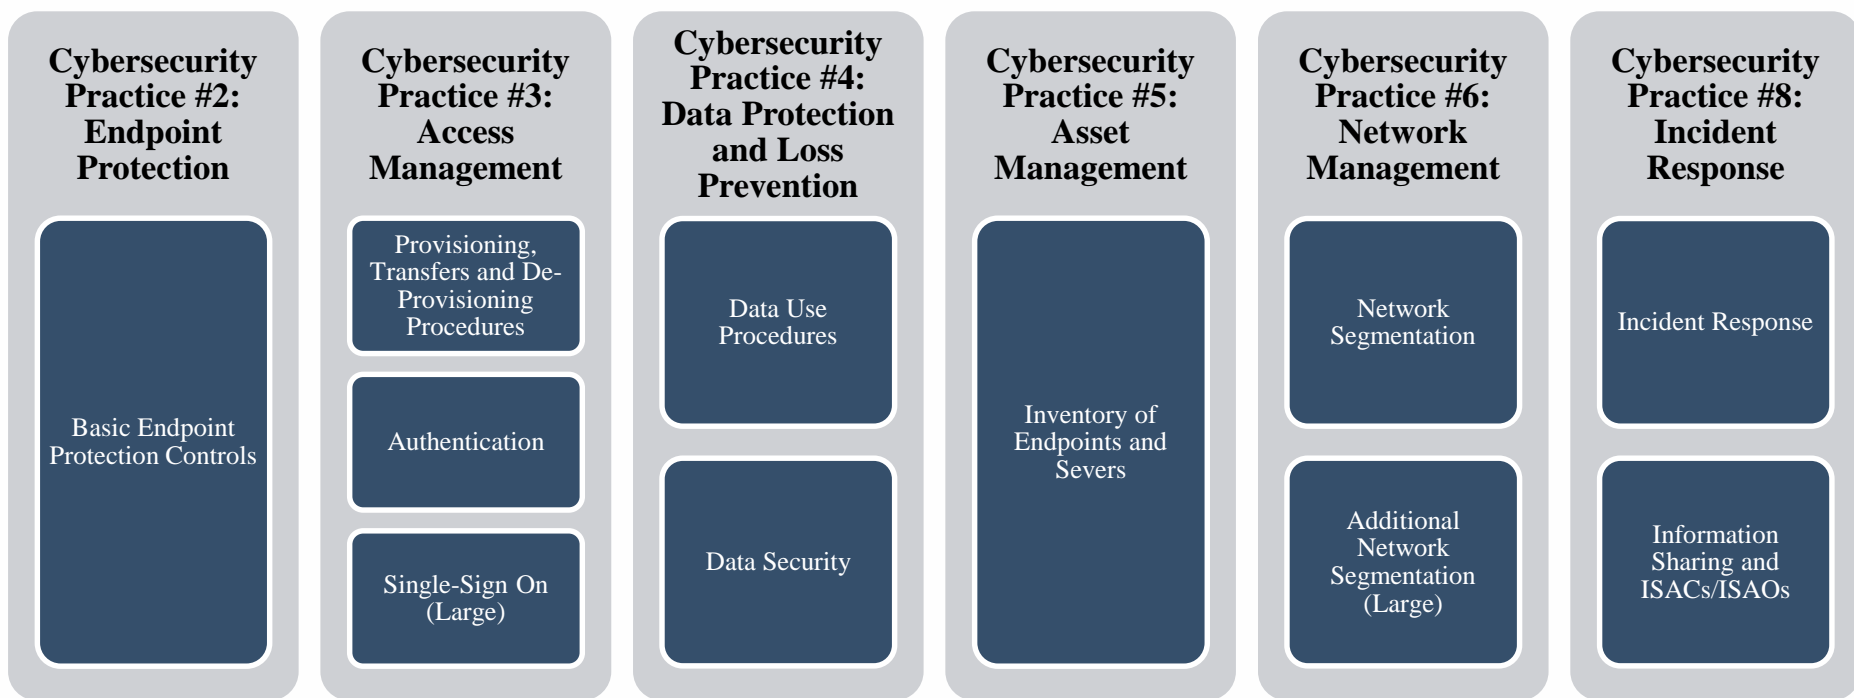 Cybersecurity
Practice #2:
Endpoint
Protection
Basic Endpoint
Protection Controls
Cybersecurity
Practice #3:
Access
Management
Provisioning,
Transfers and De-
Provisioning
Procedures
Authentication
Single-Sign On
(Large)
Cybersecurity
Practice #4:
Data Protection
and Loss
Prevention
Data Use
Procedures
Data Security
Cybersecurity
Practice #5:
Asset
Management
Inventory of
Endpoints and
Severs
Cybersecurity
Practice #6:
Network
Management
Network
Segmentation
Additional
Network
Segmentation
(Large)
Cybersecurity
Practice #8:
Incident
Response
Incident Response
Information
Sharing and
ISACs/ISAOs